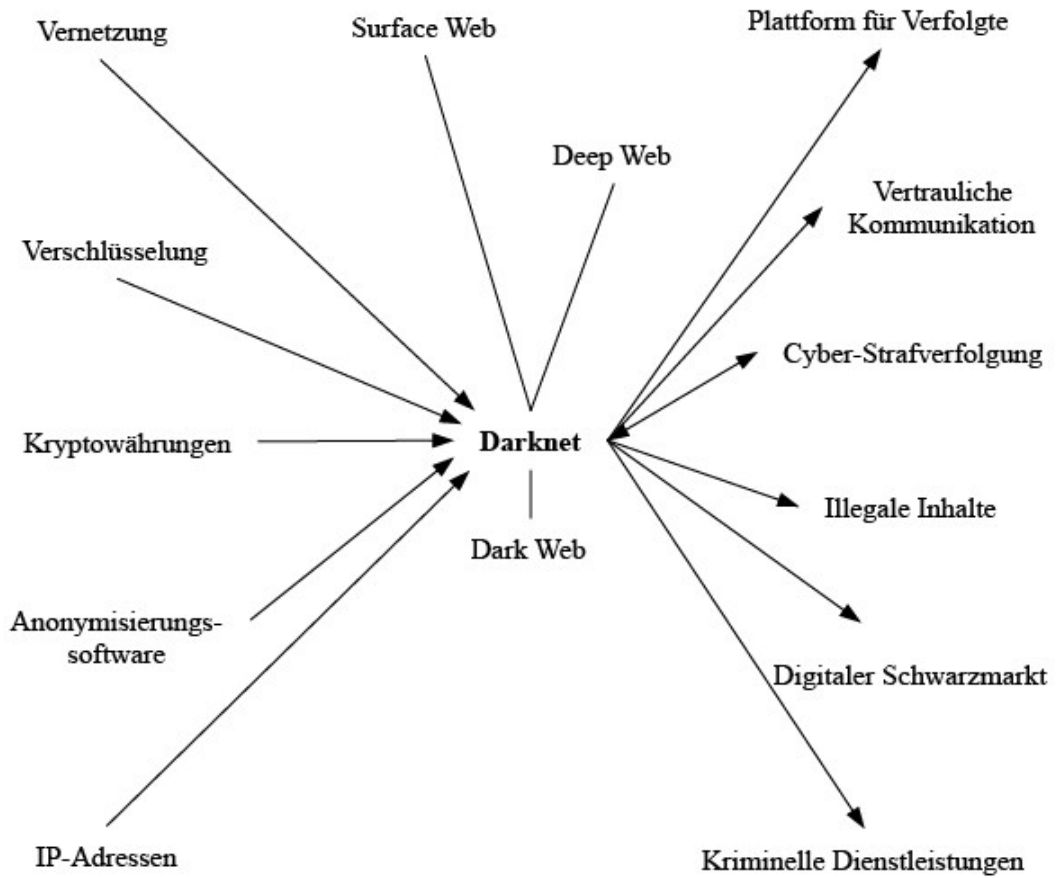 Vernetzung
Surface Web
Plattform für Verfolgte
Deep Web
Vertrauliche
Kommunikation
Verschlüsselung
Cyber-Strafverfolgung
Kryptowährungen
Darknet
Illegale Inhalte
Dark Web
Anonymisierungs-
software
Digitaler Schwarzmarkt
IP-Adressen
Kriminelle Dienstleistungen